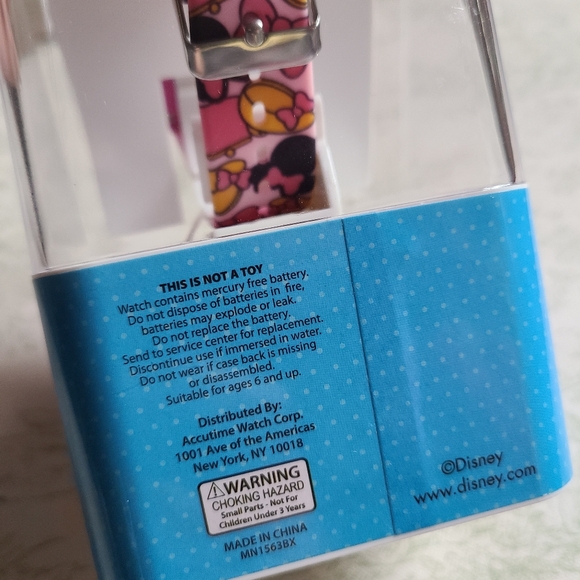 THIS IS NOT A TOY
Watch contains mercury free battery.
Do not dispose of batteries in fire,
batteries may explode or leak.
Do not replace the battery.
Send to service center for replacement.
Discontinue use if immersed in water.
Do not wear if case back is missing
or disassembled.
Suitable for ages 6 and up.
Distributed By:
Accutime Watch Corp.
1001 Ave of the Americas
New York, NY 10018
WARNING
CHOKING HAZARD
Small Parts - Not For
Children Under 3 Years
MADE IN CHINA
MN1563BX
©Disney
www.disney.com